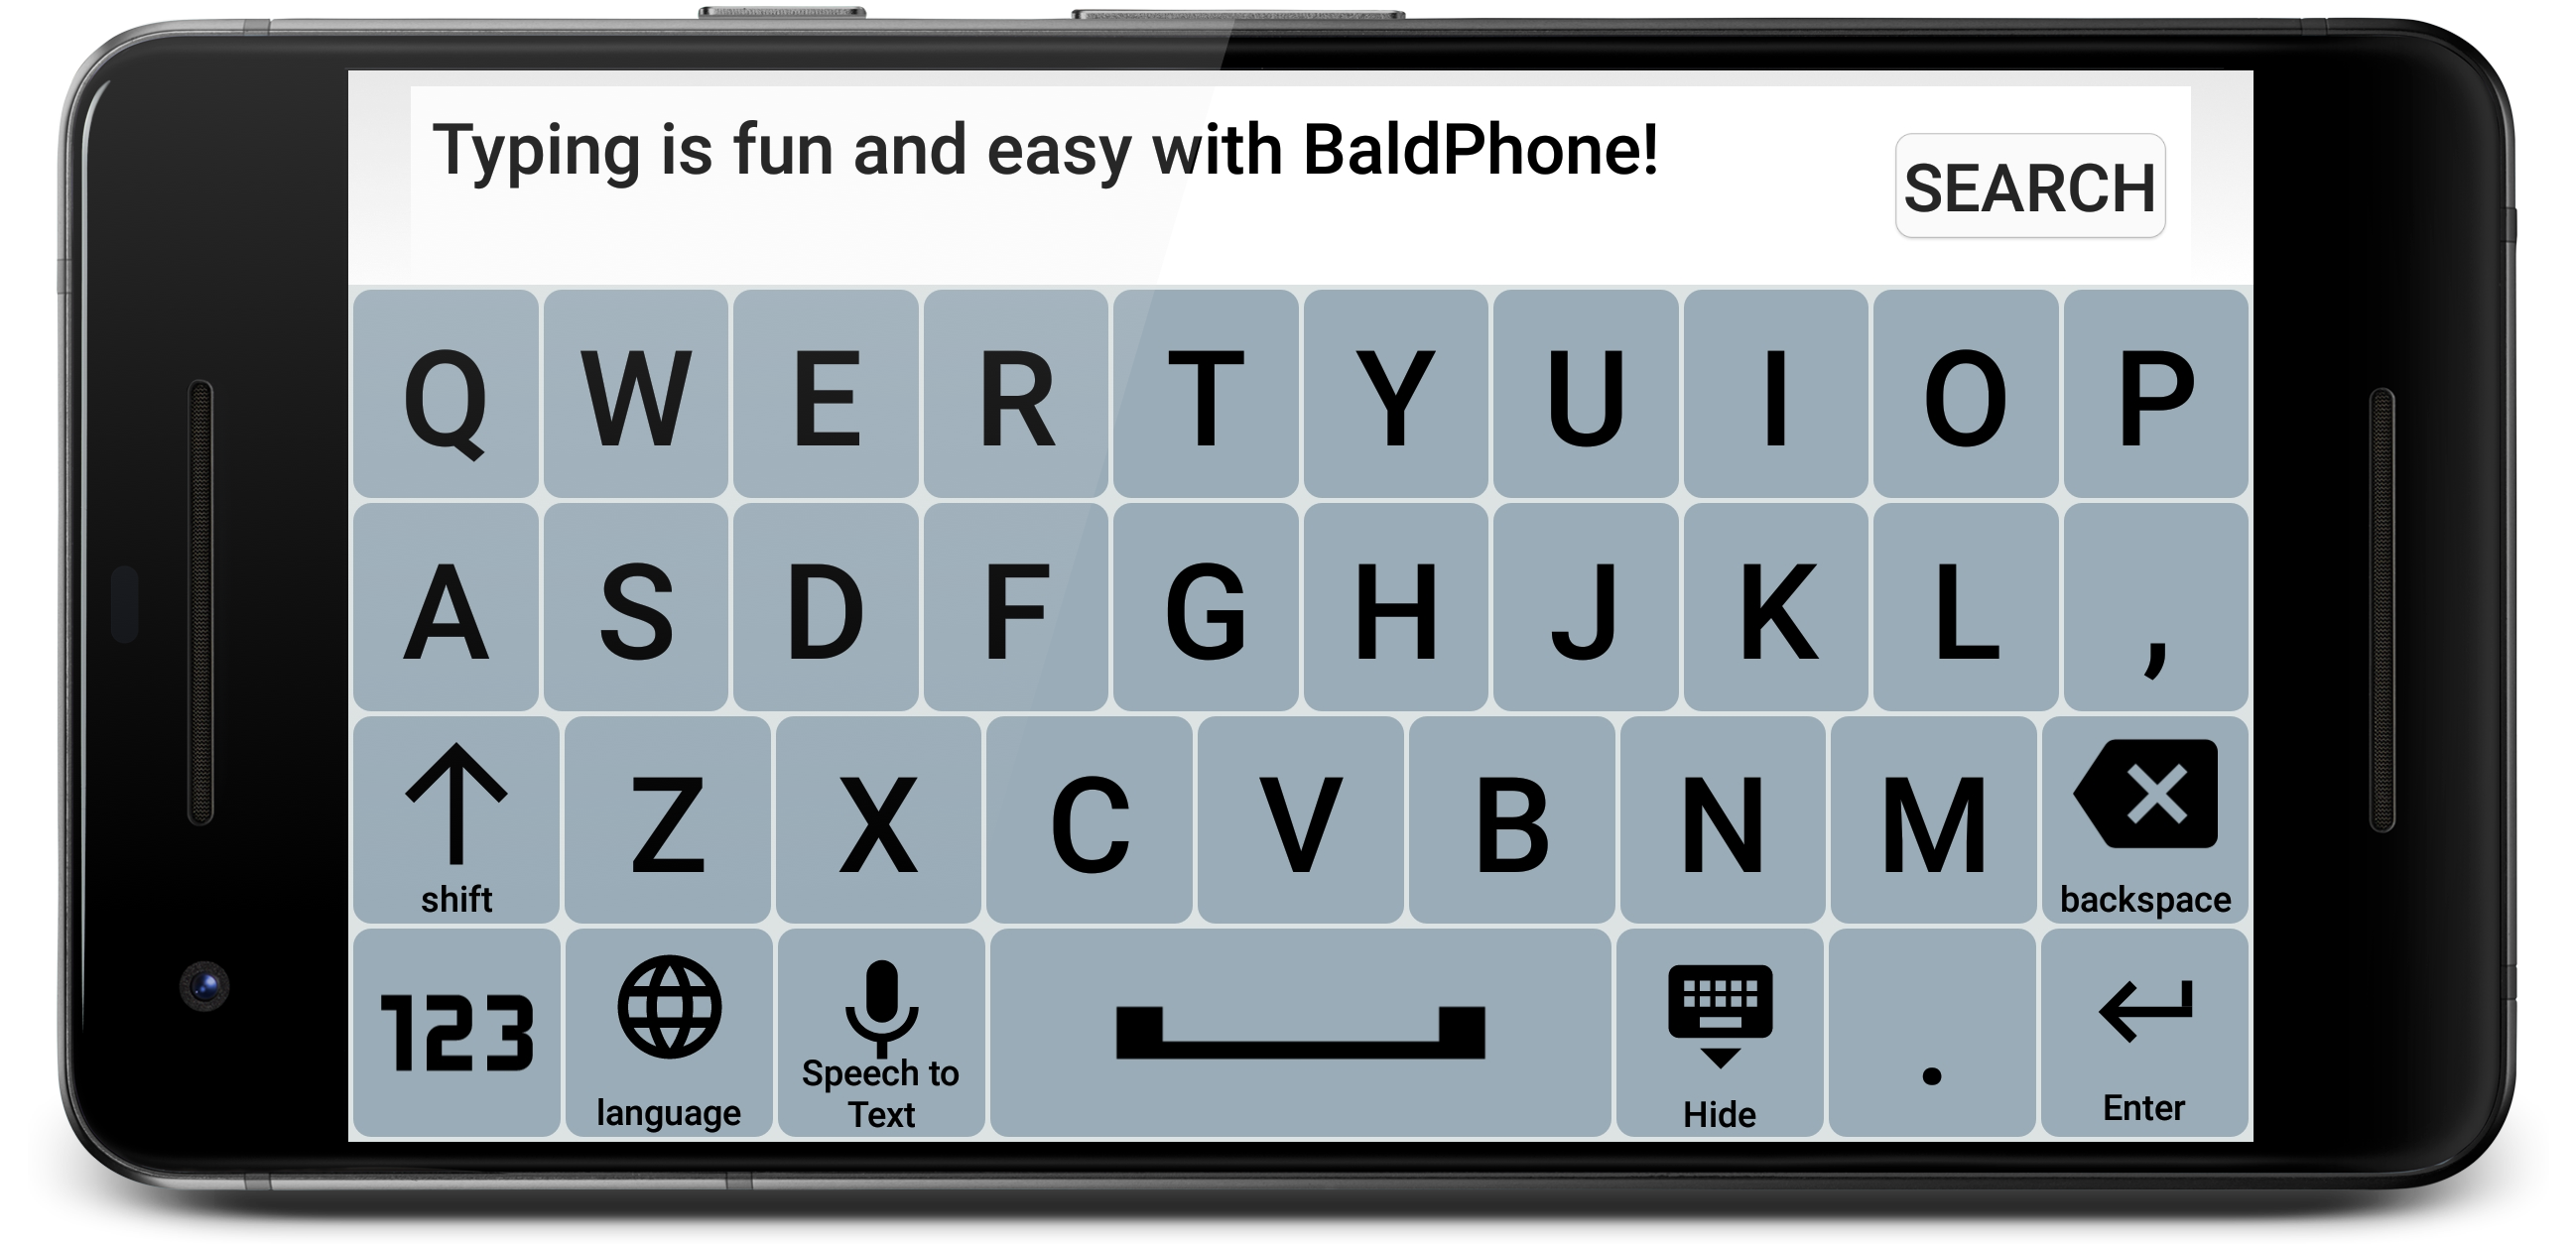 Typing is fun and easy with BaldPhone!
SEARCH
Q W E R T Y U I O P
A S D F G H J K L ,
shift Z X C V B N M backspace
123 language Speech to Text Hide . Enter